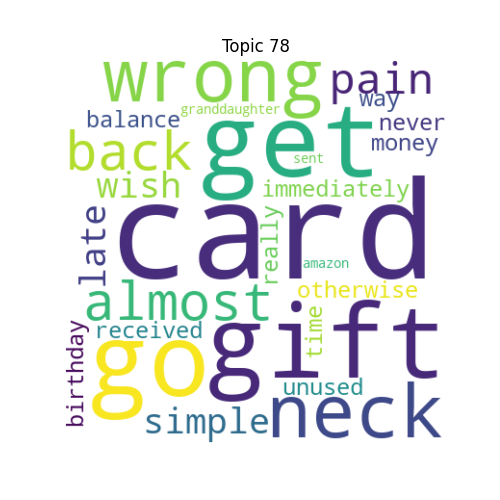 Topic 78
wrong
pain
way
granddaughter
balance
get
never
back
sent
money
wish
immediately
card
late
really
amazon
almost
otherwise
gift
time
birthday
received
go
unused
simple
neck